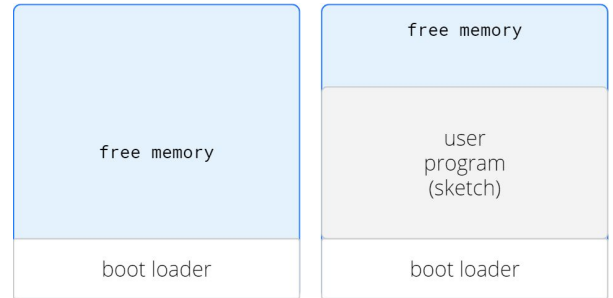 free memory
boot loader
free memory
user
program
(sketch)
boot loader